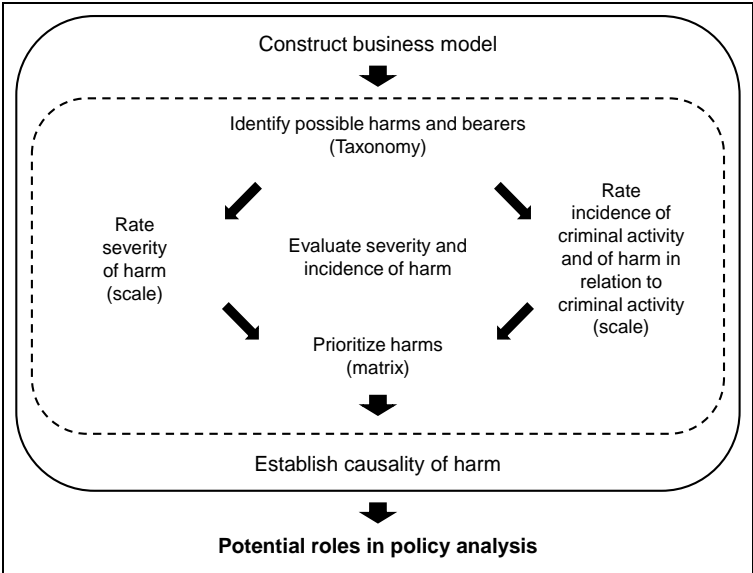 Construct business model
Identify possible harms and bearers
(Taxonomy)
Rate
severity
of harm
(scale)
Evaluate severity and
incidence of harm
Rate
incidence of
criminal activity
and of harm in
relation to
criminal activity
(scale)
Prioritize harms
(matrix)
Establish causality of harm
Potential roles in policy analysis